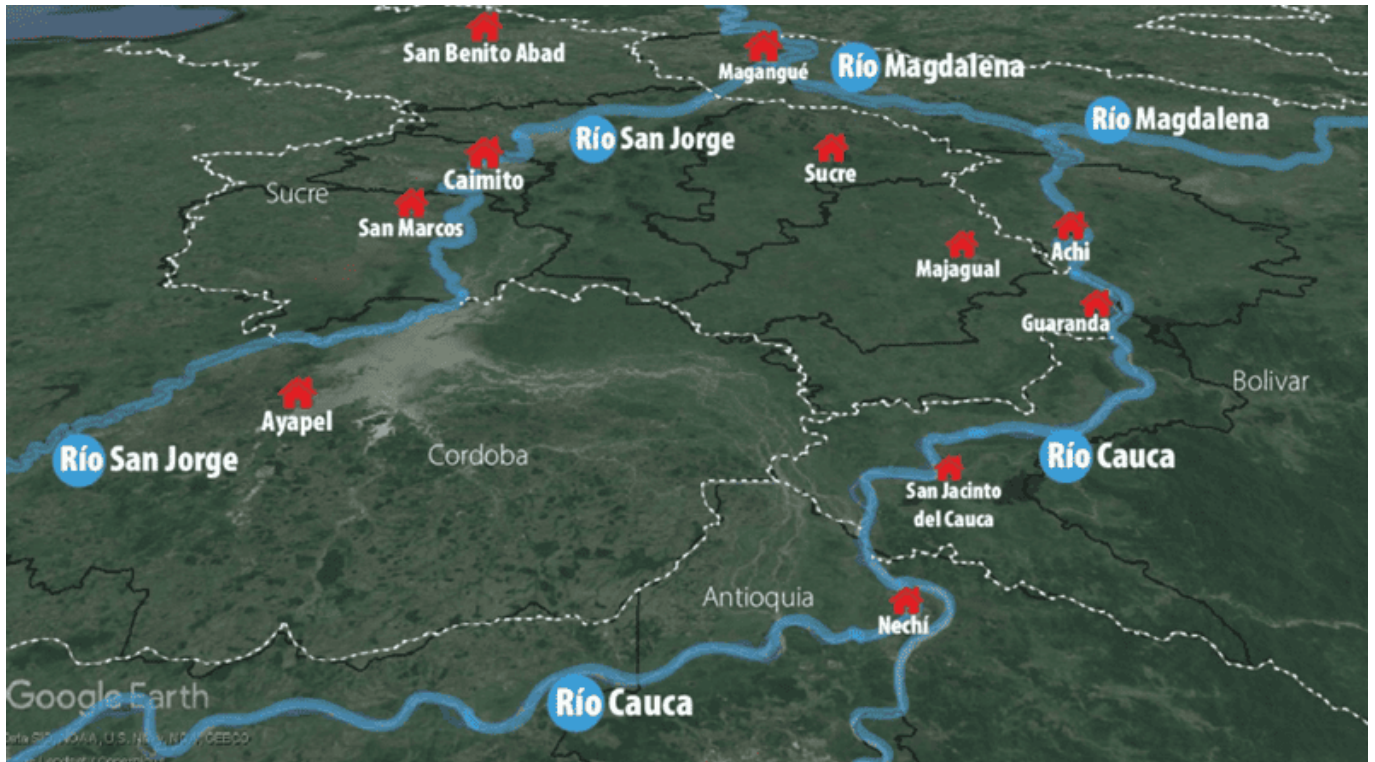 San Benito Abad
Magangué
Río Magdalena
Río Magdalena
Río San Jorge
Sucre
Caimito
Sucre
San Marcos
Achi
Majagual
Guaranda
Bolivar
Ayapel
Cordoba
Río San Jorge
Río Cauca
San Jacinto
del Cauca
Antioquia
Nechí
Google Earth
Río Cauca